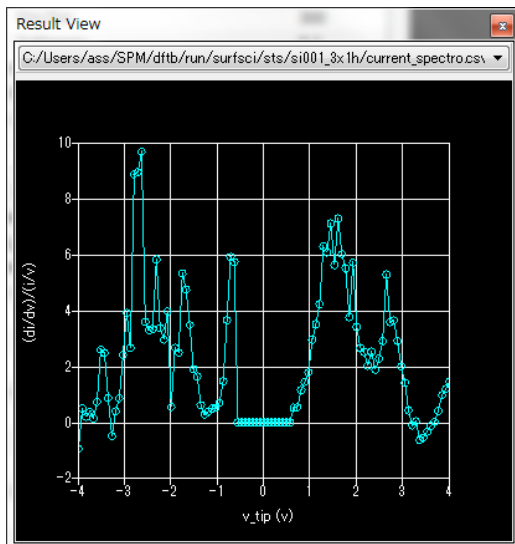 Result View
C:/Users/ass/SPM/dftb/run/surfsci/sts/si001_3x1h/current_spectro.csv
10
8
6
4
2
0
-2
(di/dv)/(i/v)
-4 -3 -2 -1 0 1 2 3 4
v_tip (v)